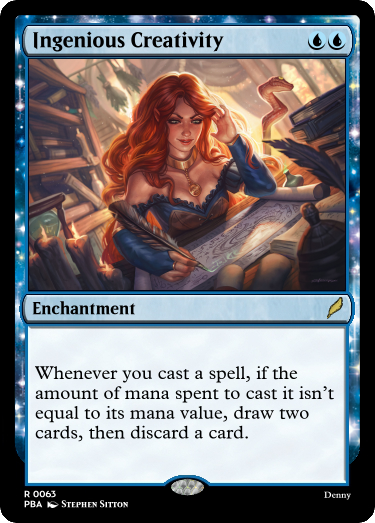 Ingenious Creativity
Enchantment
Whenever you cast a spell, if the
amount of mana spent to cast it isn't
equal to its mana value, draw two
cards, then discard a card.
R 0063
Denny
PBA Stephen Sitton